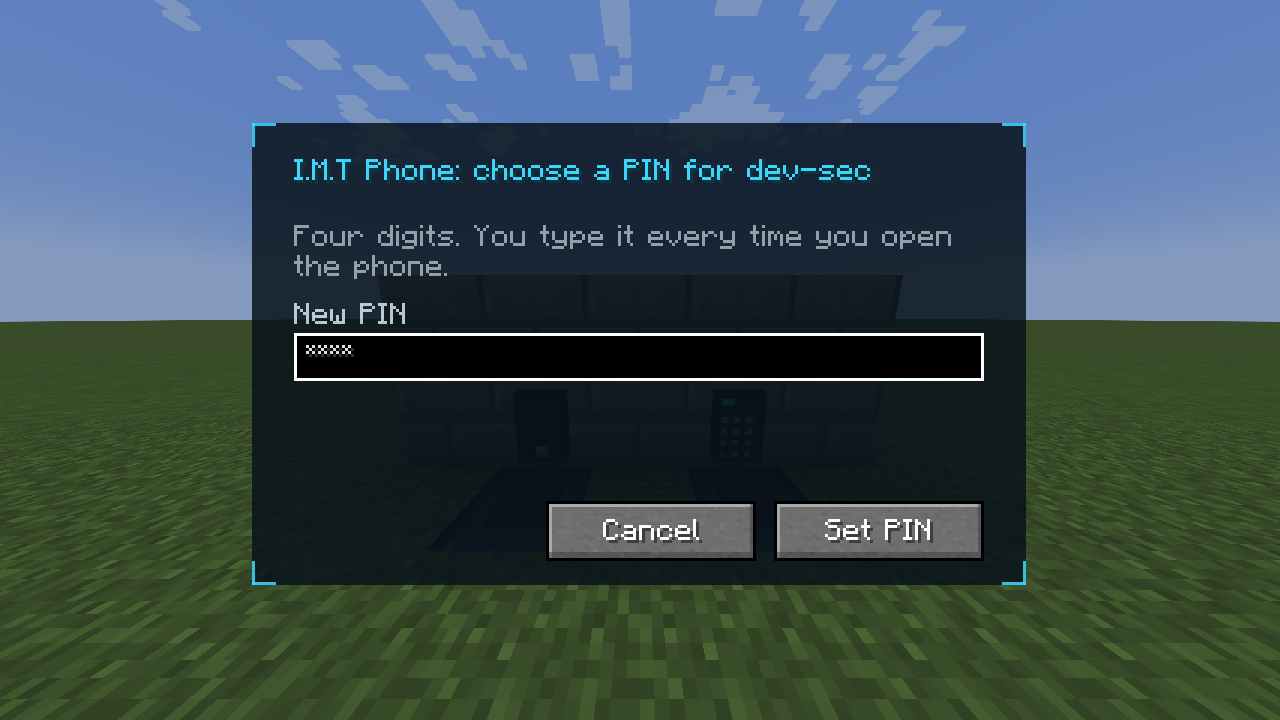 I.M.T Phone: choose a PIN for dev-sec
Four digits. You type it every time you open
the phone.
New PIN
****
Cancel
Set PIN